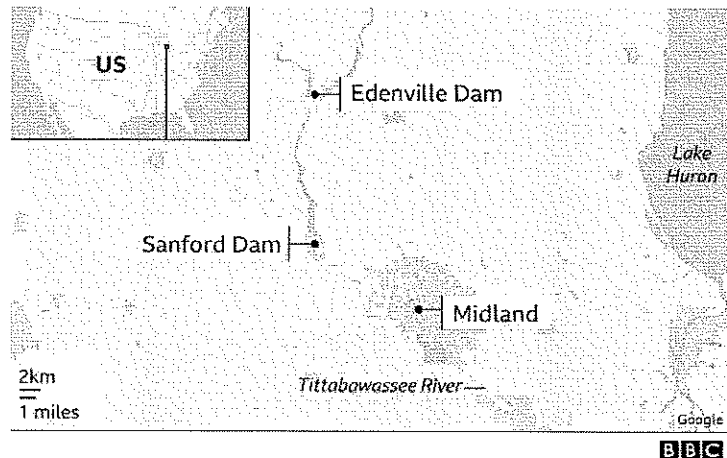 US
Edenville Dam
Lake
Huron
Sanford Dam
Midland
2km
1 miles
Tittabawassee River
Google
BBC